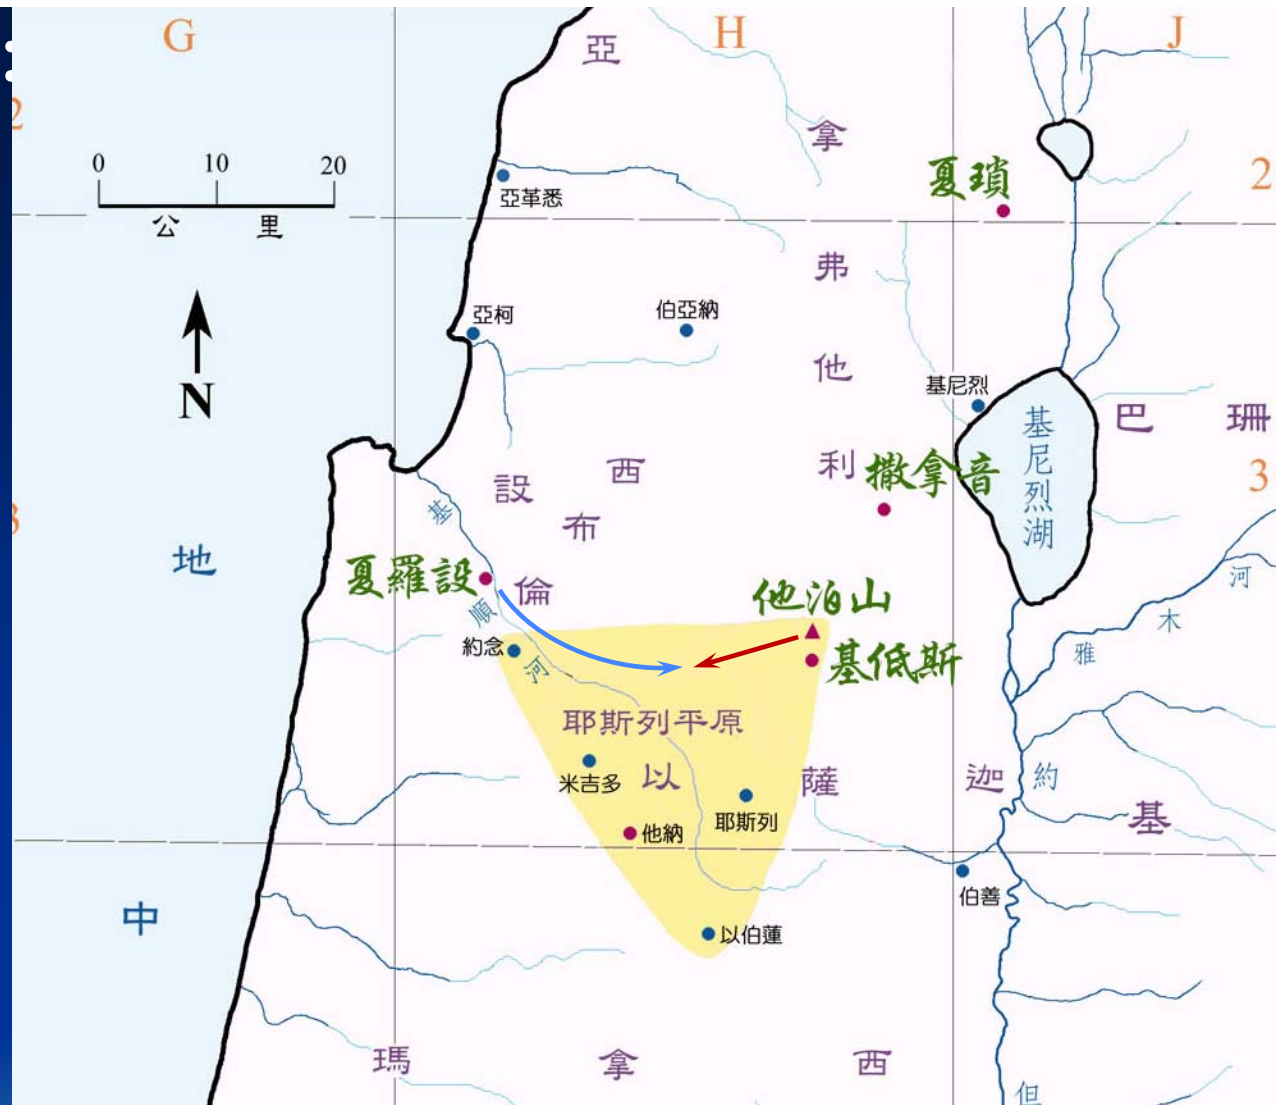 G
H
J
2
2
0 10 20
公里
N
亞拿弗他利
夏瑣
亞革悉
亞柯
伯亞納
基尼烈
基尼烈湖
巴珊
3
3
西布倫
設
撒拿音
夏羅設
基順河
他泊山
基低斯
約念
耶斯列平原
米吉多
以薩迦
耶斯列
他納
以伯蓮
伯善
雅木河
約
但
基
地
中
瑪拿西